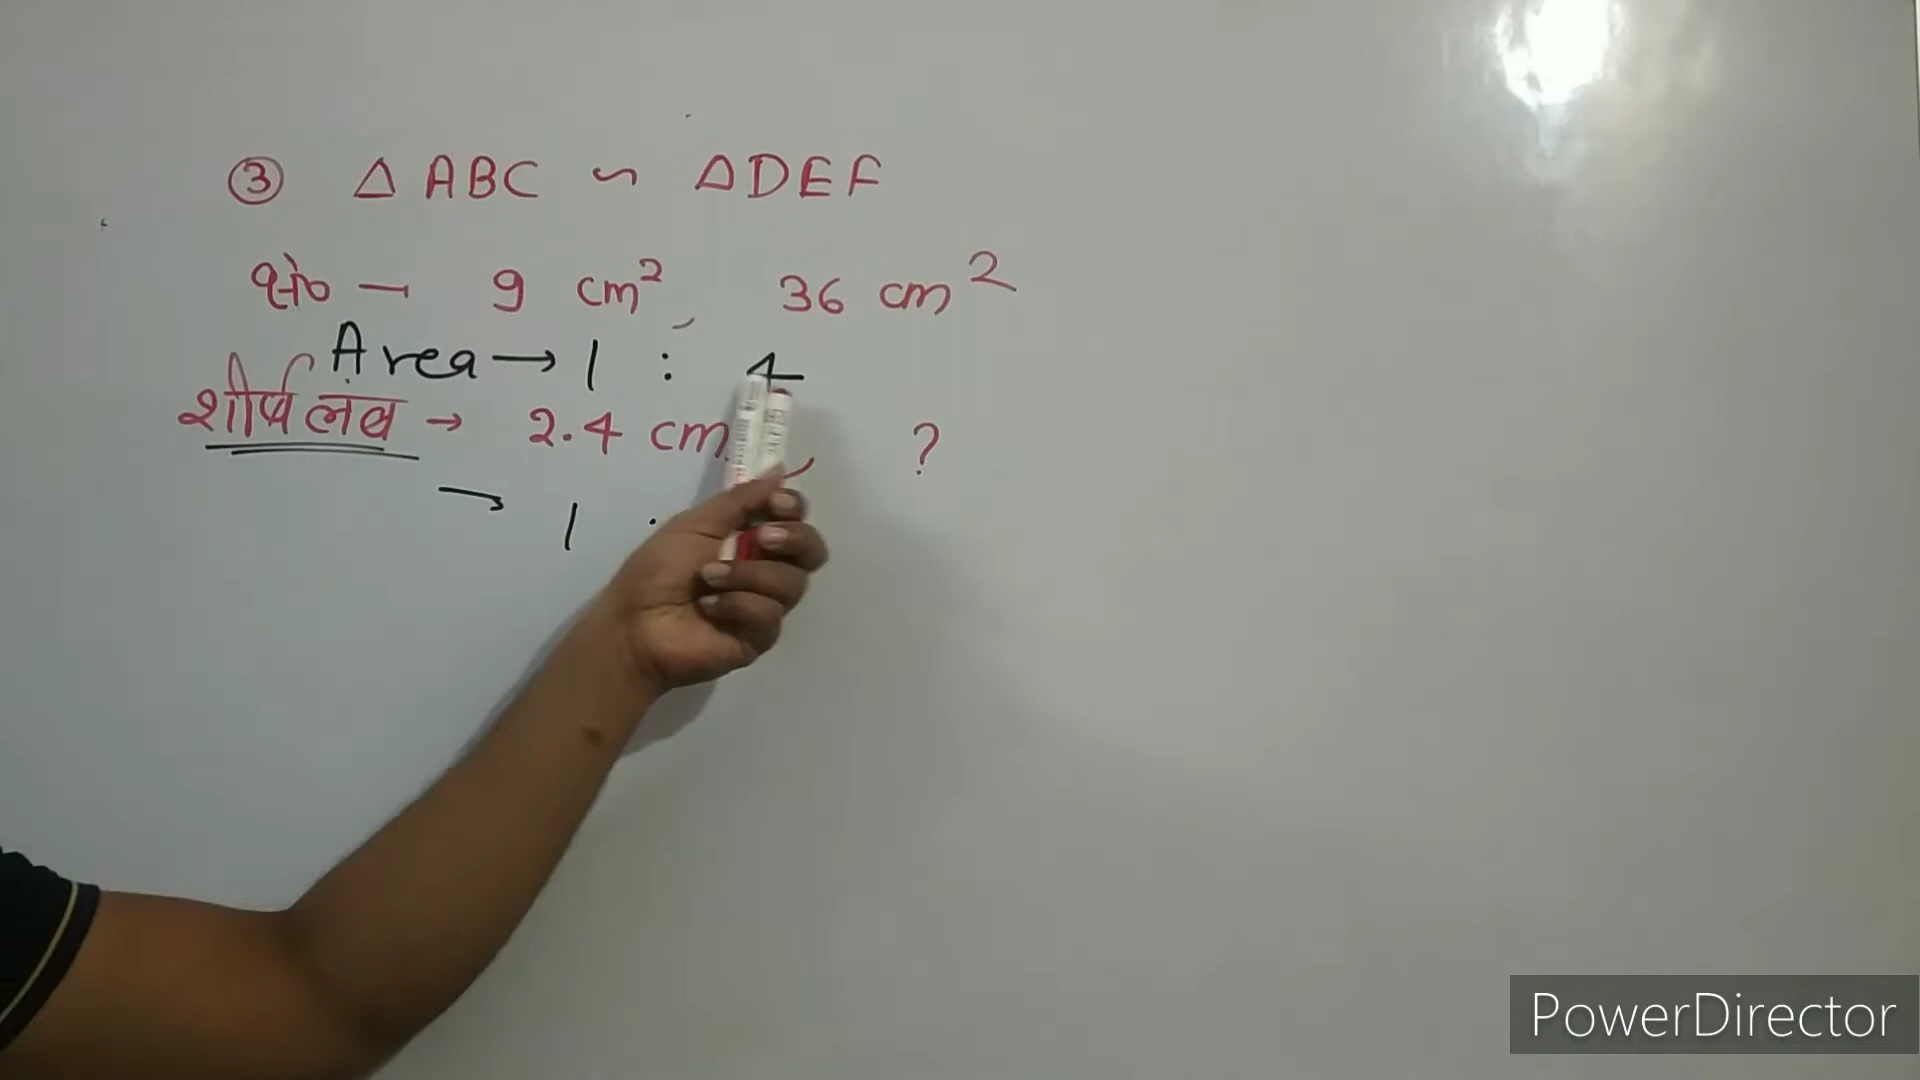 ③ △ ABC ∽ △DEF
क्षे० → 9 cm², 36 cm²
Area → 1 : 4
शीर्षलंब → 2.4 cm, ?
→ 1 :
PowerDirector